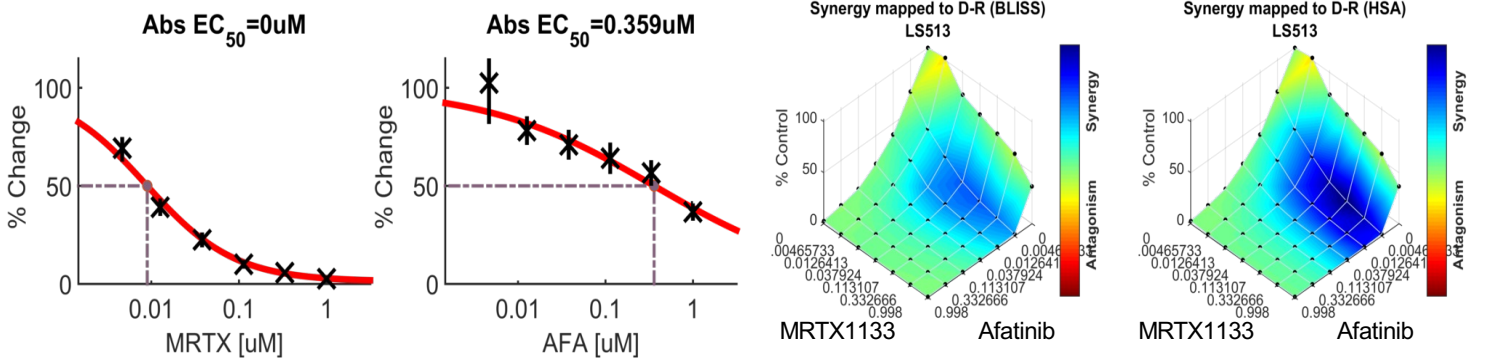 Abs EC50=0uM
% Change
100
50
0
0.01
0.1
1
MRTX [uM]
Abs EC50=0.359uM
% Change
100
50
0
0.01
0.1
1
AFA [uM]
Synergy mapped to D-R (BLISS)
LS513
% Control
100
50
0
0
.00465733
0.0126413
0.037924
0.113107
0.332666
0.998
MRTX1133
0
0.012641
0.037924
0.113107
0.332666
0.998
Afatinib
Synergy
Antagonism
Synergy mapped to D-R (HSA)
LS513
% Control
100
50
0
0
.00465733
0.0126413
0.037924
0.113107
0.332666
0.998
MRTX1133
0
0.012641
0.037924
0.113107
0.332666
0.998
Afatinib
Synergy
Antagonism